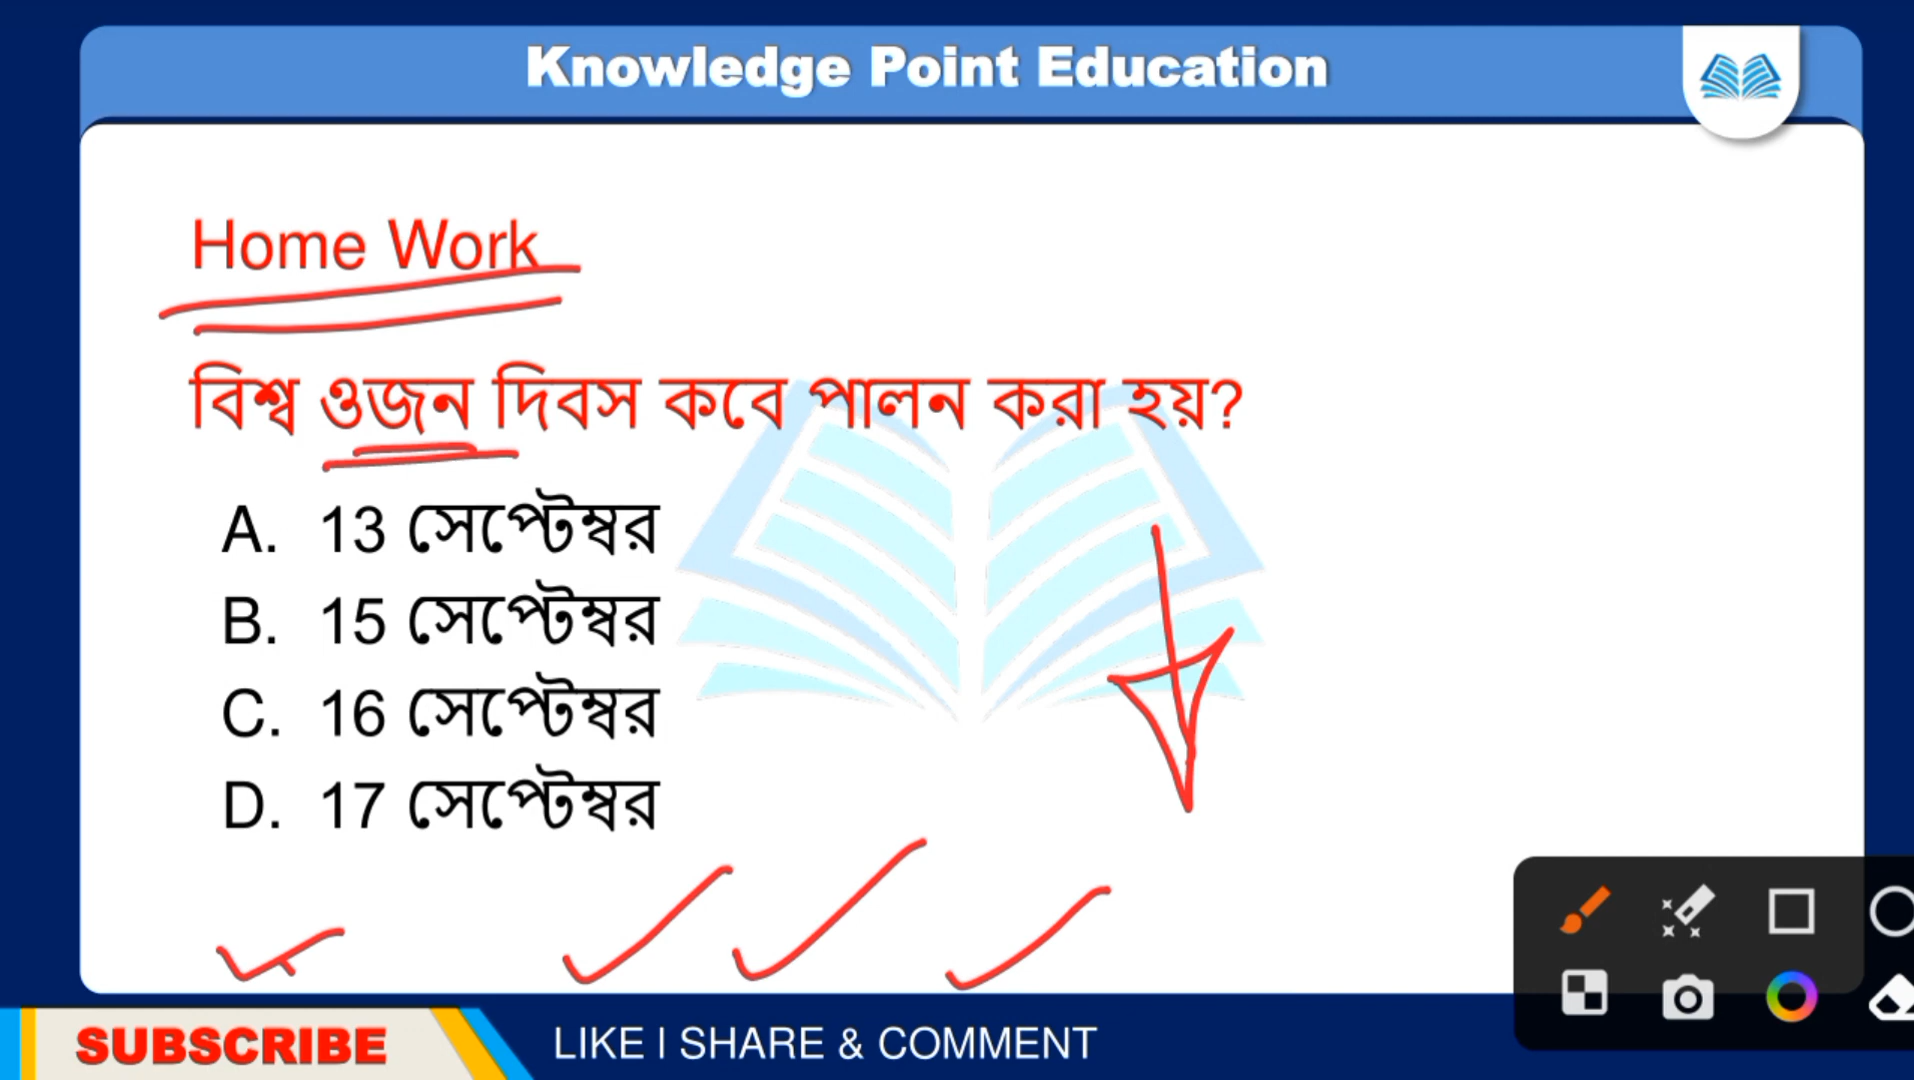 Knowledge Point Education
Home Work
বিশ্ব ওজন দিবস কবে পালন করা হয়?
A. 13 সেপ্টেম্বর
B. 15 সেপ্টেম্বর
C. 16 সেপ্টেম্বর
D. 17 সেপ্টেম্বর
SUBSCRIBE
LIKE I SHARE & COMMENT